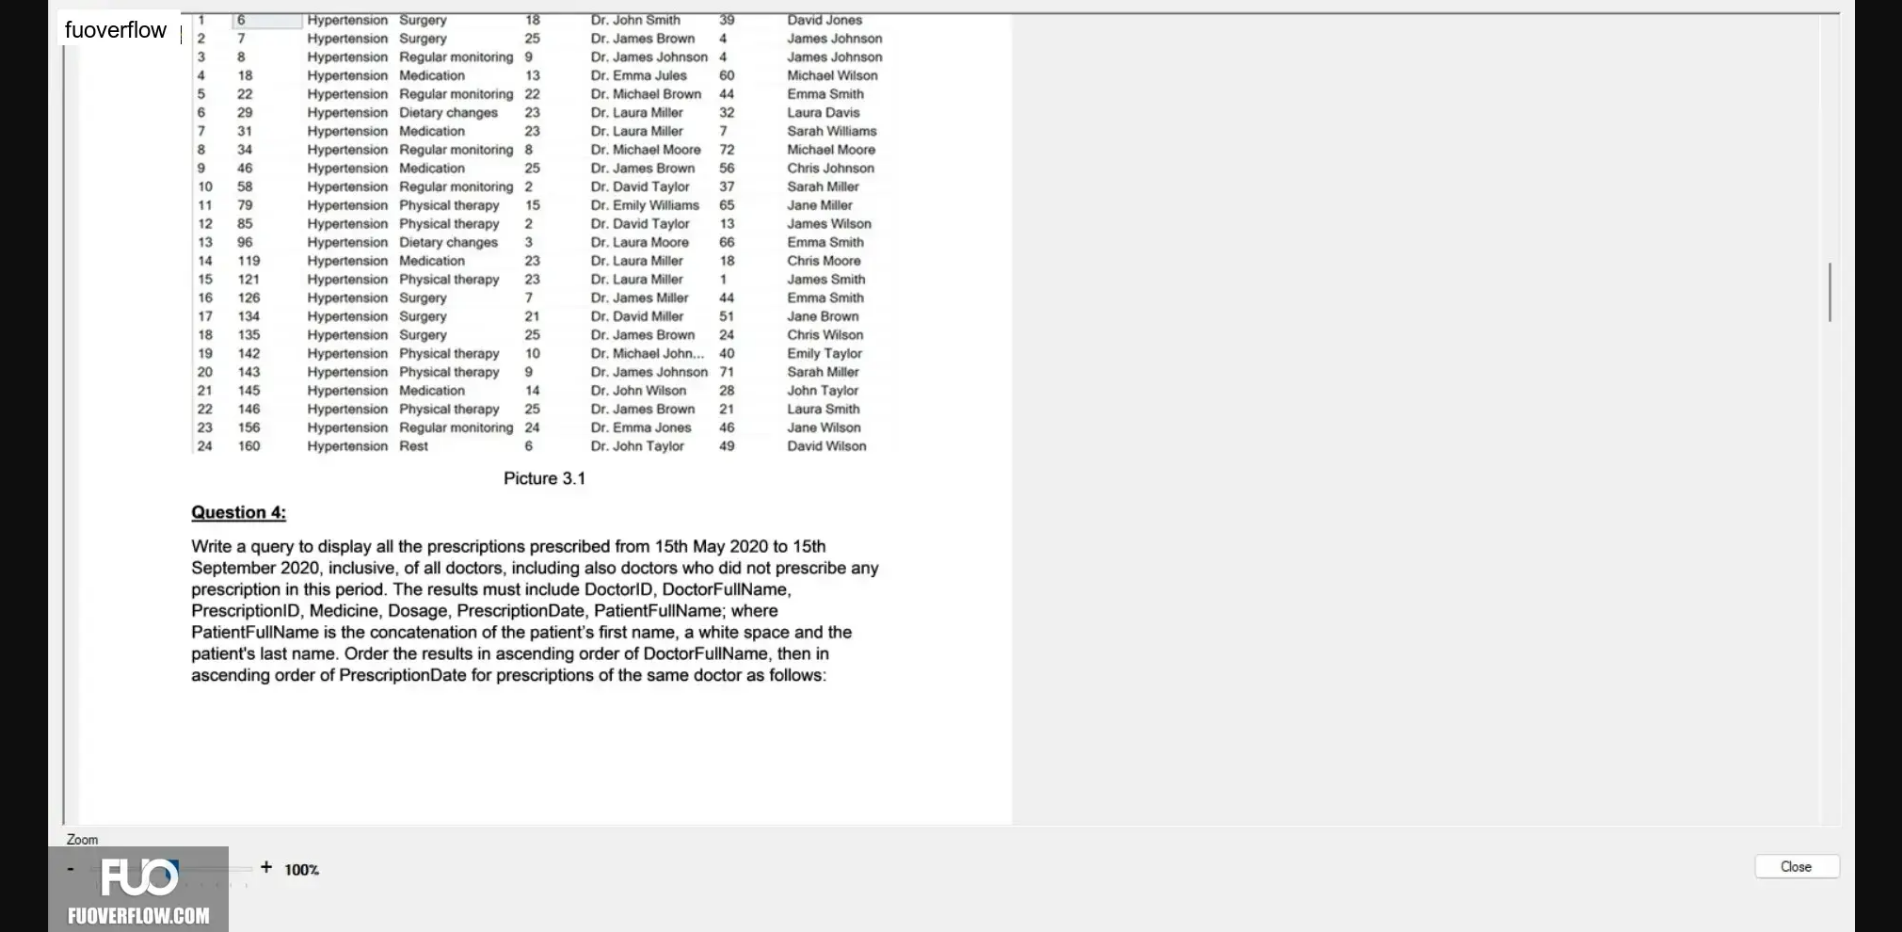 fuoverflow
1 6 Hypertension Surgery 18 Dr. John Smith 39 David Jones
2 7 Hypertension Surgery 25 Dr. James Brown 4 James Johnson
3 8 Hypertension Regular monitoring 9 Dr. James Johnson 4 James Johnson
4 18 Hypertension Medication 13 Dr. Emma Jules 60 Michael Wilson
5 22 Hypertension Regular monitoring 22 Dr. Michael Brown 44 Emma Smith
6 29 Hypertension Dietary changes 23 Dr. Laura Miller 32 Laura Davis
7 31 Hypertension Medication 23 Dr. Laura Miller 7 Sarah Williams
8 34 Hypertension Regular monitoring 8 Dr. Michael Moore 72 Michael Moore
9 46 Hypertension Medication 25 Dr. James Brown 56 Chris Johnson
10 58 Hypertension Regular monitoring 2 Dr. David Taylor 37 Sarah Miller
11 79 Hypertension Physical therapy 15 Dr. Emily Williams 65 Jane Miller
12 85 Hypertension Physical therapy 2 Dr. David Taylor 13 James Wilson
13 96 Hypertension Dietary changes 3 Dr. Laura Moore 66 Emma Smith
14 119 Hypertension Medication 23 Dr. Laura Miller 18 Chris Moore
15 121 Hypertension Physical therapy 23 Dr. Laura Miller 1 James Smith
16 126 Hypertension Surgery 7 Dr. James Miller 44 Emma Smith
17 134 Hypertension Surgery 21 Dr. David Miller 51 Jane Brown
18 135 Hypertension Surgery 25 Dr. James Brown 24 Chris Wilson
19 142 Hypertension Physical therapy 10 Dr. Michael John... 40 Emily Taylor
20 143 Hypertension Physical therapy 9 Dr. James Johnson 71 Sarah Miller
21 145 Hypertension Medication 14 Dr. John Wilson 28 John Taylor
22 146 Hypertension Physical therapy 25 Dr. James Brown 21 Laura Smith
23 156 Hypertension Regular monitoring 24 Dr. Emma Jones 46 Jane Wilson
24 160 Hypertension Rest 6 Dr. John Taylor 49 David Wilson
Picture 3.1
Question 4:
Write a query to display all the prescriptions prescribed from 15th May 2020 to 15th
September 2020, inclusive, of all doctors, including also doctors who did not prescribe any
prescription in this period. The results must include DoctorID, DoctorFullName,
PrescriptionID, Medicine, Dosage, PrescriptionDate, PatientFullName; where
PatientFullName is the concatenation of the patient's first name, a white space and the
patient's last name. Order the results in ascending order of DoctorFullName, then in
ascending order of PrescriptionDate for prescriptions of the same doctor as follows:
Zoom
- + 100%
Close
FUO
FUOVERFLOW.COM